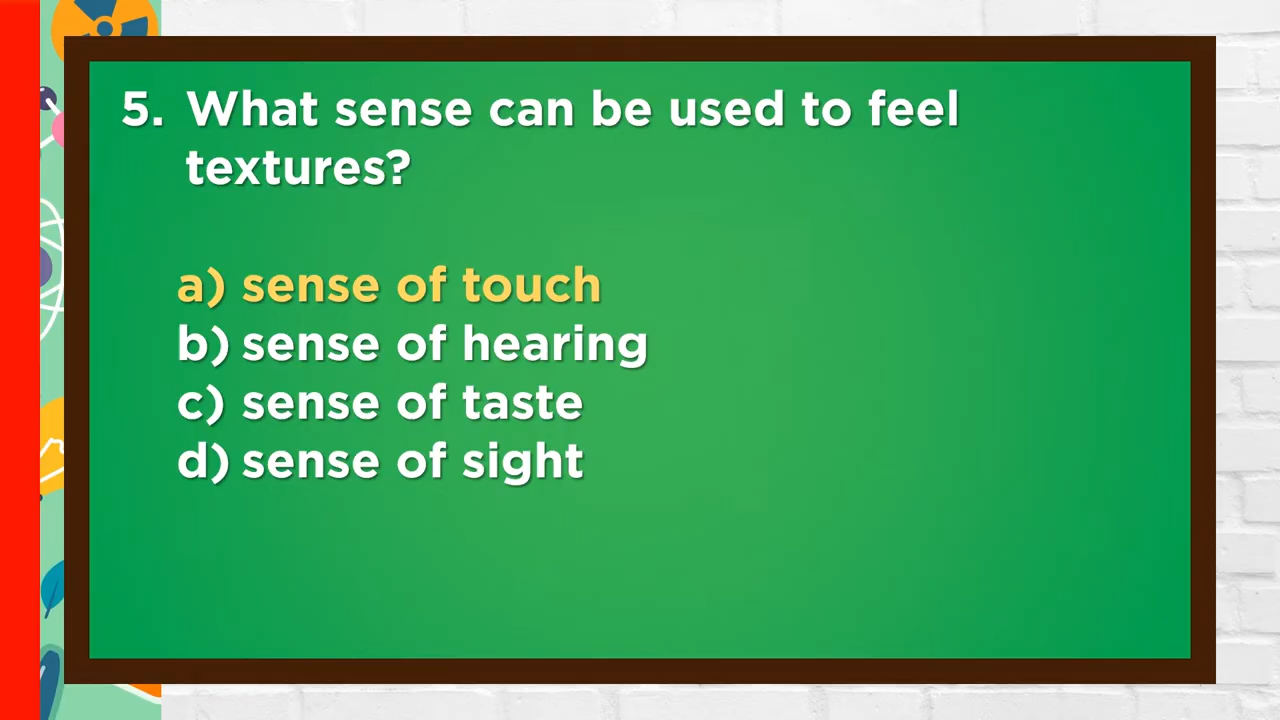 5. What sense can be used to feel
textures?
a) sense of touch
b) sense of hearing
c) sense of taste
d) sense of sight